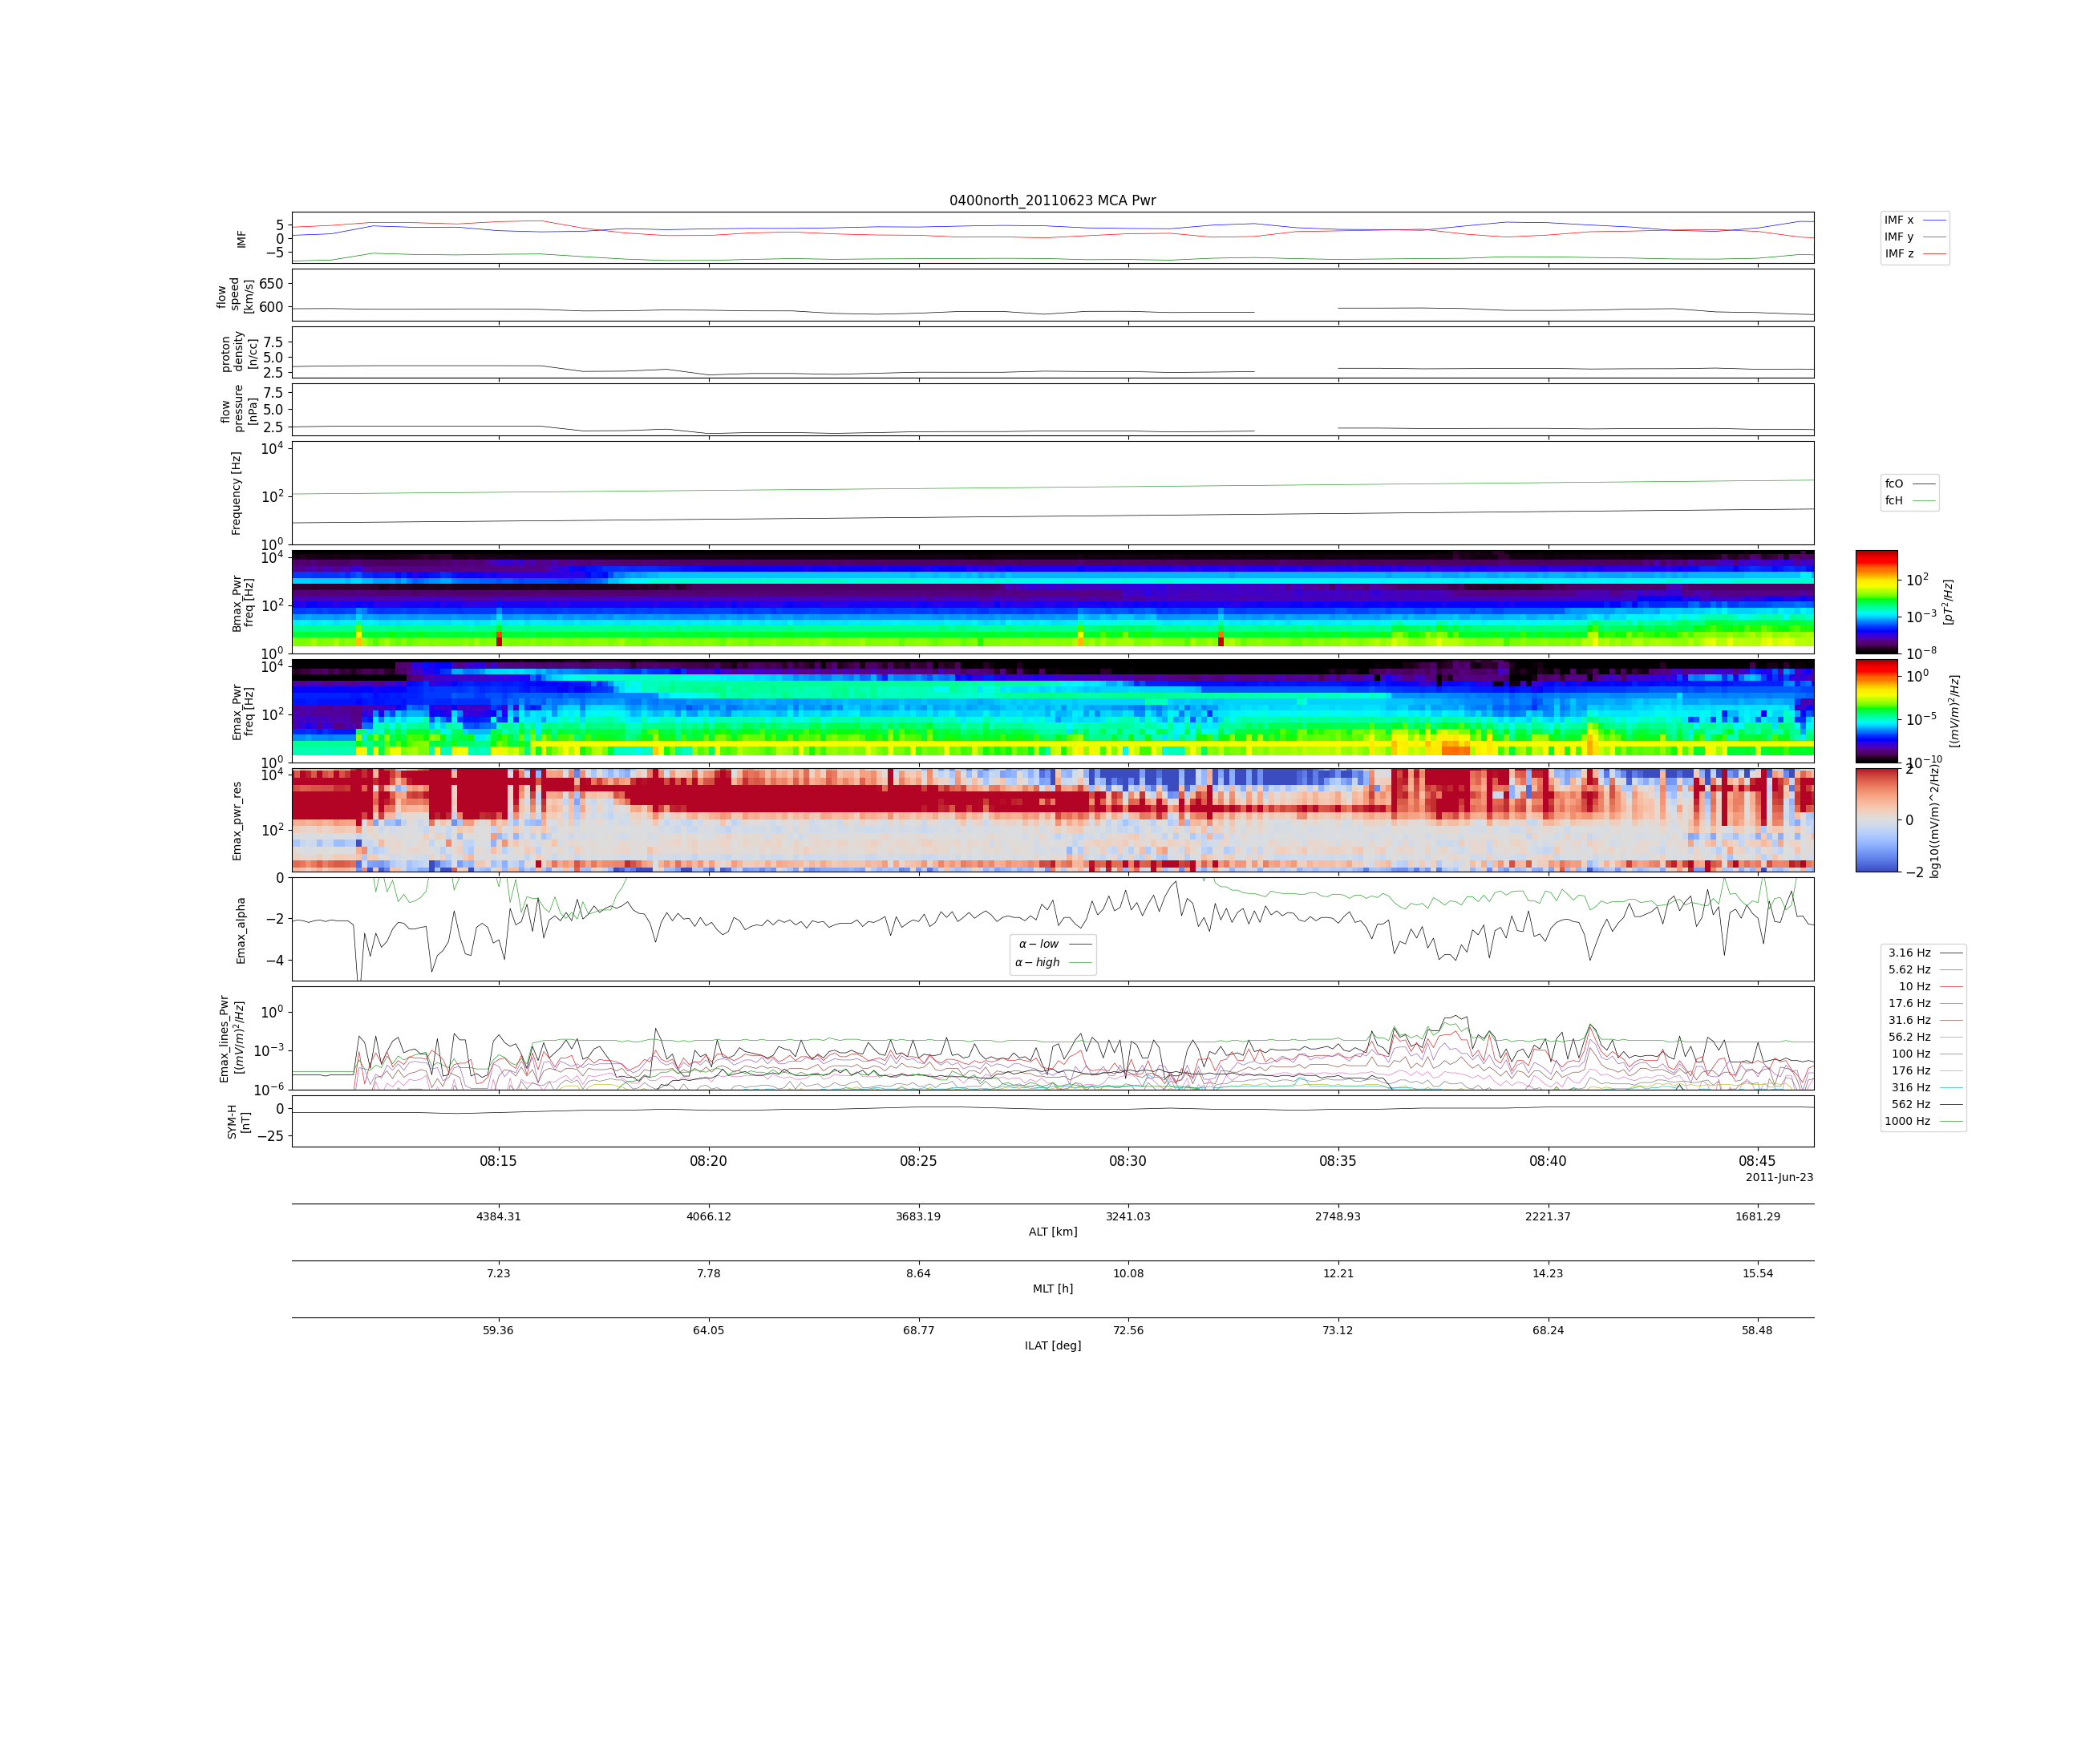 0400north_20110623 MCA Pwr
IMF
5
0
−5
IMF x
IMF y
IMF z
flow
speed
[km/s]
650
600
proton
density
[n/cc]
7.5
5.0
2.5
flow
pressure
[nPa]
7.5
5.0
2.5
Frequency [Hz]
10^4
10^2
10^0
fcO
fcH
Bmax_Pwr
freq [Hz]
10^4
10^2
10^0
10^2
10^−3
10^−8
[pT^2/Hz]
Emax_Pwr
freq [Hz]
10^4
10^2
10^0
10^0
10^−5
10^−10
[(mV/m)^2/Hz]
Emax_pwr_res
10^4
10^2
2
0
−2
log10((mV/m)^2/Hz)
Emax_alpha
0
−2
−4
α − low
α − high
Emax_lines_Pwr
[(mV/m)^2/Hz]
10^0
10^−3
10^−6
3.16 Hz
5.62 Hz
10 Hz
17.6 Hz
31.6 Hz
56.2 Hz
100 Hz
176 Hz
316 Hz
562 Hz
1000 Hz
SYM-H
[nT]
0
−25
08:15 08:20 08:25 08:30 08:35 08:40 08:45
2011-Jun-23
4384.31 4066.12 3683.19 3241.03 2748.93 2221.37 1681.29
ALT [km]
7.23 7.78 8.64 10.08 12.21 14.23 15.54
MLT [h]
59.36 64.05 68.77 72.56 73.12 68.24 58.48
ILAT [deg]